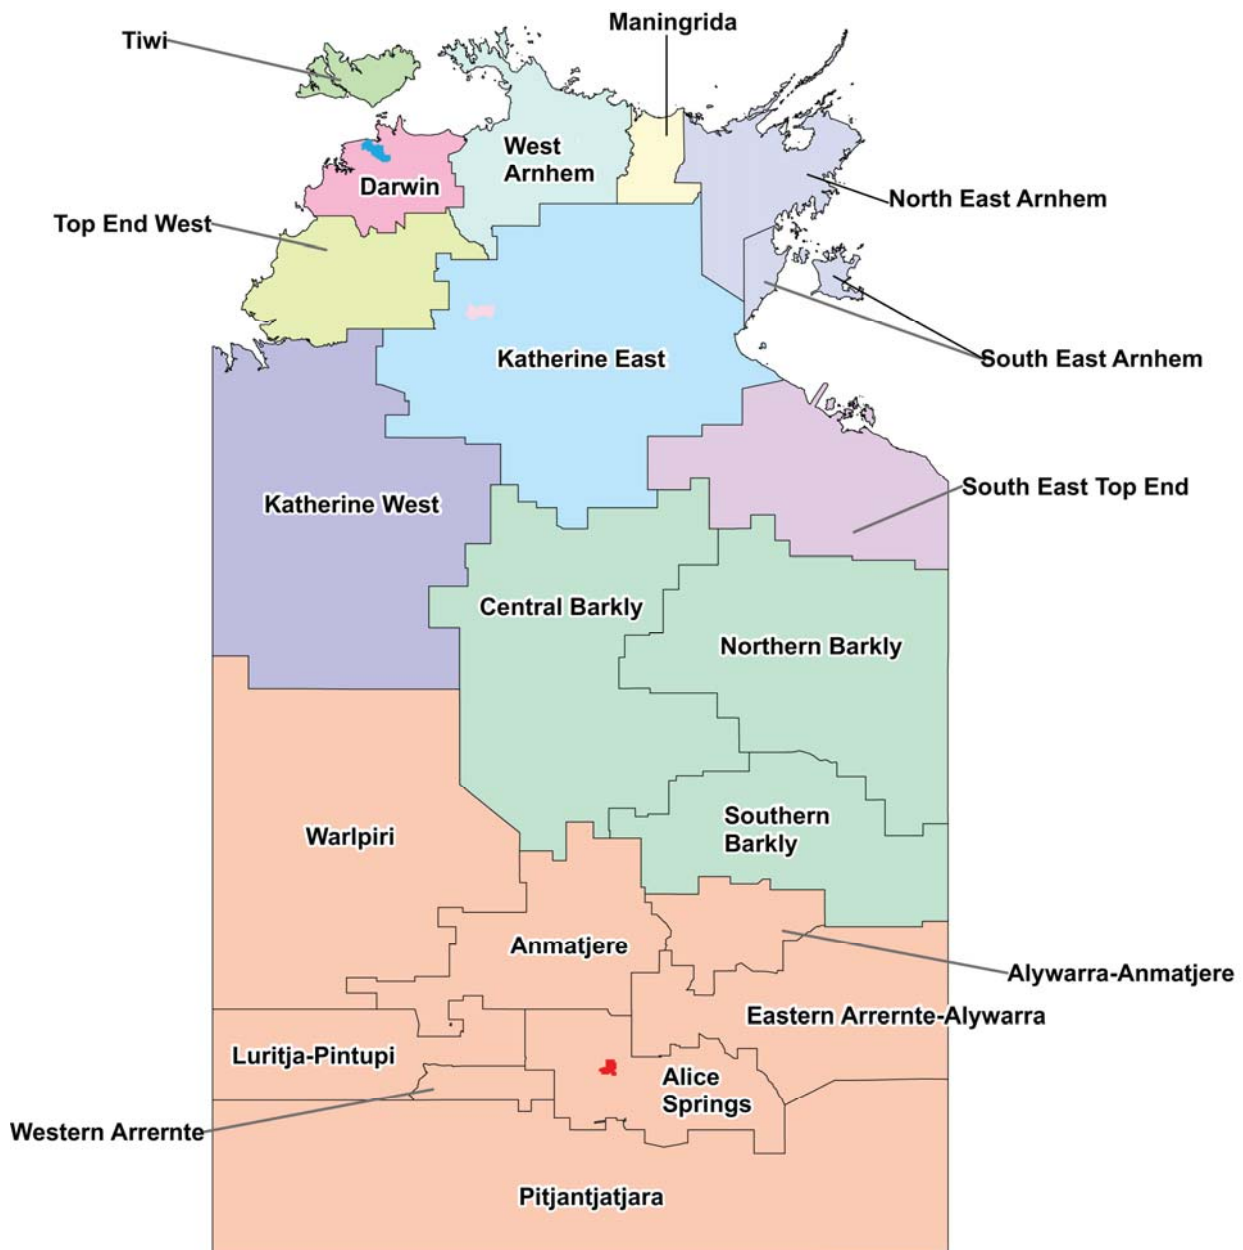 Maningrida
Tiwi
West
Arnhem
Darwin
North East Arnhem
Top End West
Katherine East
South East Arnhem
South East Top End
Katherine West
Central Barkly
Northern Barkly
Southern
Barkly
Warlpiri
Anmatjere
Alywarra-Anmatjere
Eastern Arrernte-Alywarra
Luritja-Pintupi
Alice
Springs
Western Arrernte
Pitjantjatjara